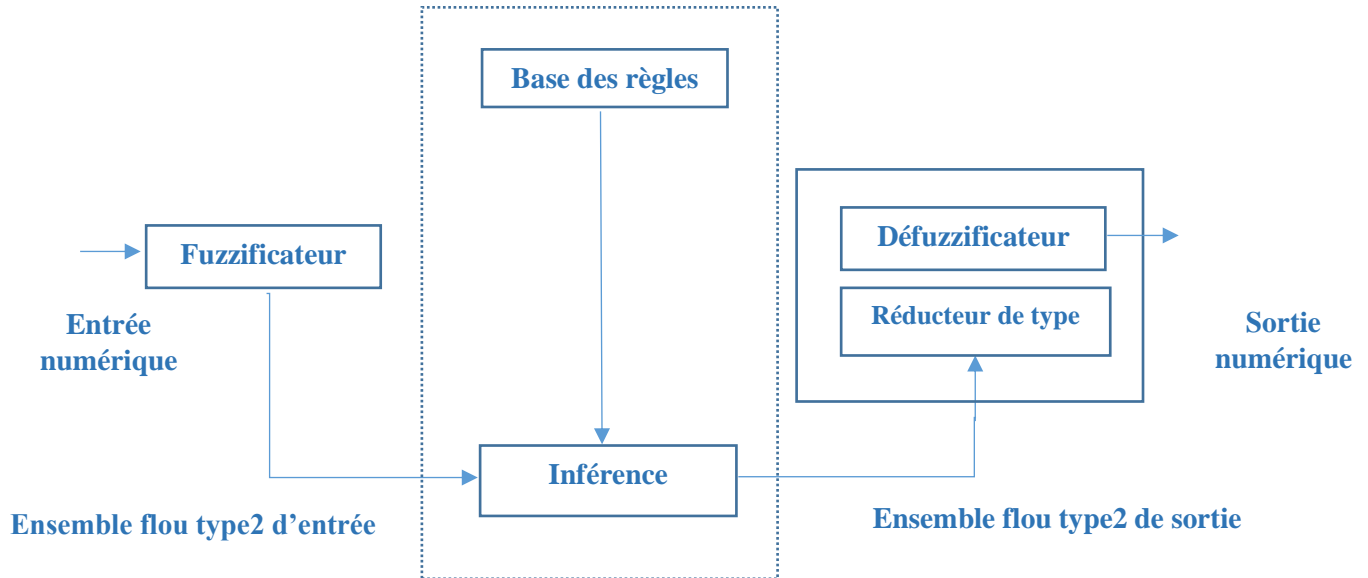 Base des règles
Fuzzificateur
Défuzzificateur
Réducteur de type
Entrée
numérique
Sortie
numérique
Inférence
Ensemble flou type2 d’entrée
Ensemble flou type2 de sortie